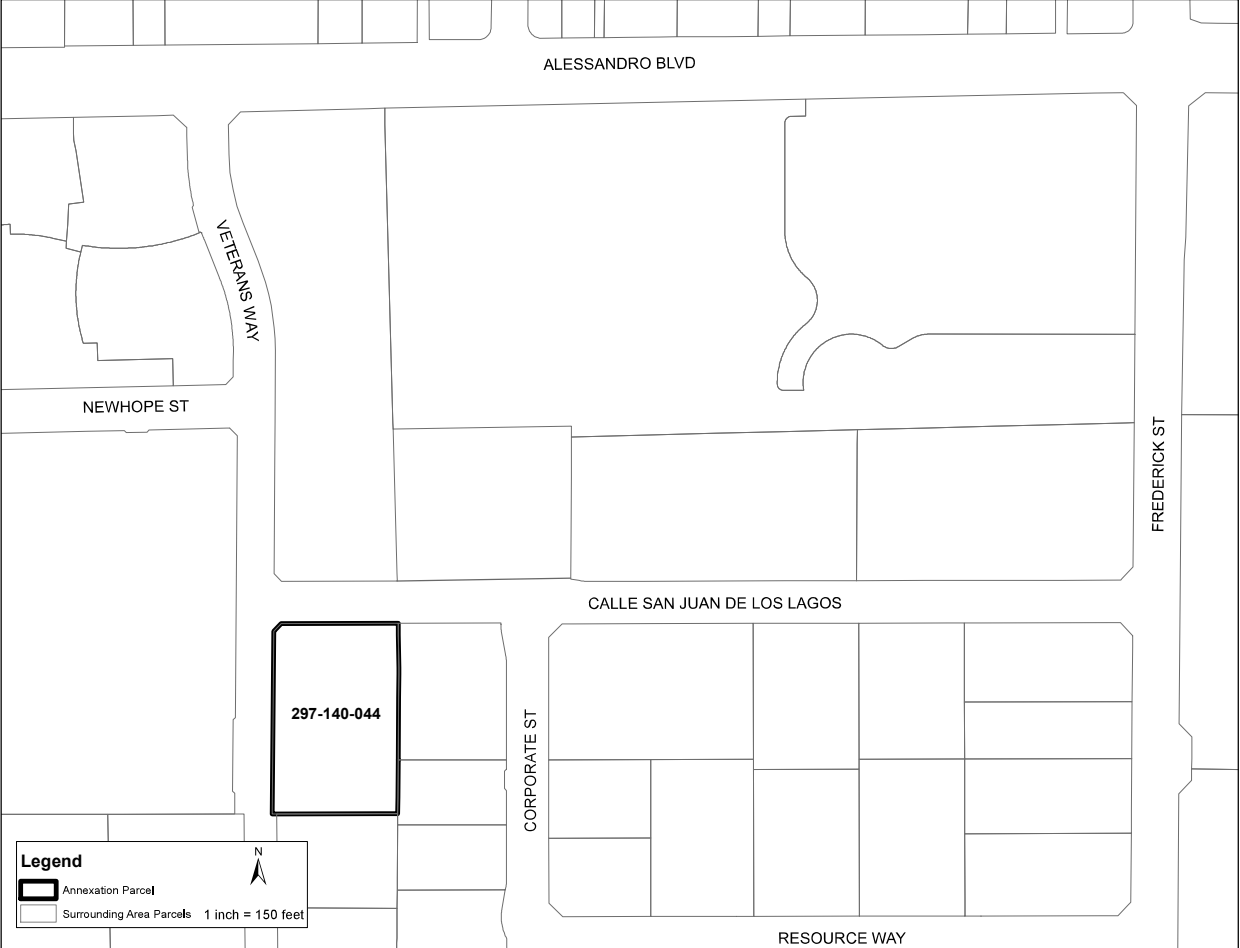 ALESSANDRO BLVD
VETERANS WAY
NEWHOPE ST
FREDERICK ST
CALLE SAN JUAN DE LOS LAGOS
297-140-044
CORPORATE ST
Legend
N
Annexation Parcel
Surrounding Area Parcels
1 inch = 150 feet
RESOURCE WAY